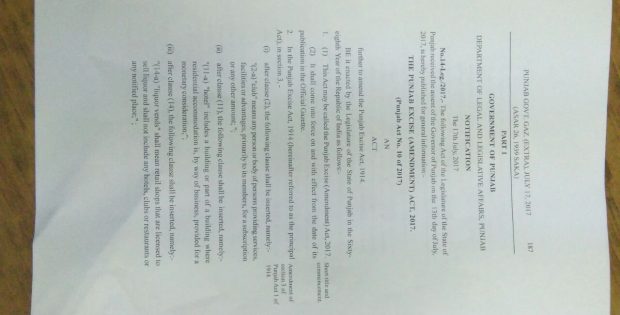 PUNJAB GOVT. GAZ. (EXTRA), JULY 17, 2017 187
(ASAR 26, 1939 SAKA)
PART I
GOVERNMENT OF PUNJAB
DEPARTMENT OF LEGAL AND LEGISLATIVE AFFAIRS, PUNJAB
NOTIFICATION
The 17th July, 2017
No.14-Leg./2017.- The following Act of the Legislature of the State of
Punjab received the assent of the Governor of Punjab on the 13th day of July,
2017, is hereby published for general information:-
THE PUNJAB EXCISE (AMENDMENT) ACT, 2017.
(Punjab Act No. 10 of 2017)
AN
ACT
further to amend the Punjab Excise Act, 1914.
BE it enacted by the Legislature of the State of Punjab in the Sixty-
eighth Year of the Republic of India as follows:-
1. (1) This Act may be called the Punjab Excise (Amendment) Act, 2017. Short title and
commencement.
(2) It shall come into force on and with effect from the date of its
publication in the Official Gazette.
2. In the Punjab Excise Act, 1914 (hereinafter referred to as the principal Amendment of
Act), in section 3,- section 3 of
Punjab Act 1 of
1914.
(i) after clause (2), the following clause shall be inserted, namely:-
"(2-a) "club" means any person or body of persons providing services,
facilities or advantages, primarily to its members, for a subscription
or any other amount; ";
(ii) after clause (11), the following clause shall be inserted, namely:-
"(11-a) "hotel" includes a building or part of a building where
residential accommodation is, by way of business, provided for a
monetary consideration;";
(iii) after clause (14), the following clause shall be inserted, namely:-
"(14-a) "liquor vends" shall mean retail shops that are licensed to
sell liquor and shall not include any hotels, clubs or restaurants or
any notified place;".